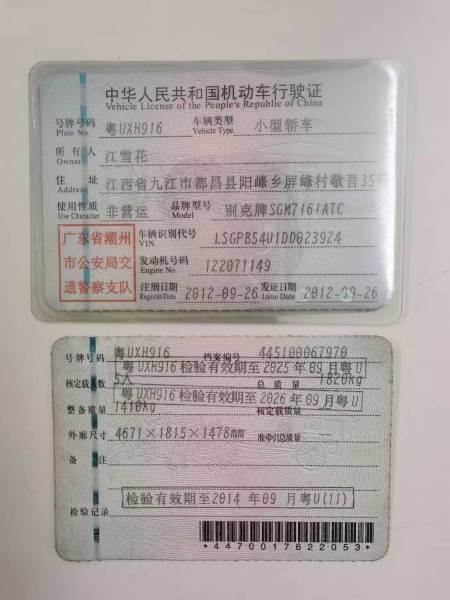 中华人民共和国机动车行驶证
Vehicle License of the People's Republic of China
号牌号码 粤UXH916 车辆类型 小型轿车
Plate No. Vehicle Type
所有人 江雪花
Owner
住址 江西省九江市都昌县阳峰乡屏峰村敬吾35号
Address
使用性质 非营运 品牌型号 别克牌SGM7161ATC
Use Character Model
广东省潮州
市公安局交
通警察支队
车辆识别代号 LSGPB54U1DD023924
VIN
发动机号码 122071149
Engine No.
注册日期 2012-09-26 发证日期 2012-09-26
Register Date Issue Date
号牌号码 粤UXH916 档案编号 445100067970
粤UXH916 检验有效期至2025年09月粤U
核定载人数 5人 总质量 1820kg
粤UXH916 检验有效期至2026年09月粤U
整备质量 1410kg 核定载质量 --
外廓尺寸 4671×1815×1478mm 准牵引总质量 --
备注
检验有效期至2014年09月粤U(11)
检验记录
*4470017622053*